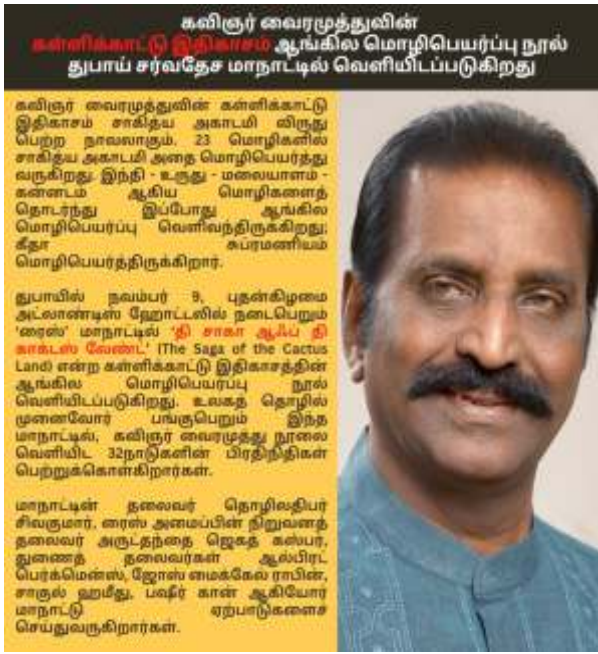 கவிஞர் வைரமுத்துவின்
கள்ளிக்காட்டு இதிகாசம் ஆங்கில மொழிபெயர்ப்பு நூல்
துபாய் சர்வதேச மாநாட்டில் வெளியிடப்படுகிறது
கவிஞர் வைரமுத்துவின் கள்ளிக்காட்டு
இதிகாசம் சாகித்ய அகாடமி விருது
பெற்ற நாவலாகும். 23 மொழிகளில்
சாகித்ய அகாடமி அதை மொழிபெயர்த்து
வருகிறது. இந்தி - உருது - மலையாளம் -
கன்னடம் ஆகிய மொழிகளைத்
தொடர்ந்து இப்போது ஆங்கில
மொழிபெயர்ப்பு வெளிவந்திருக்கிறது;
கீதா சுப்ரமணியம்
மொழிபெயர்த்திருக்கிறார்.
துபாயில் நவம்பர் 9, புதன்கிழமை
அட்லாண்டிஸ் ஹோட்டலில் நடைபெறும்
'ரைஸ்' மாநாட்டில் 'தி சாகா ஆஃப் தி
காக்டஸ் லேண்ட்' (The Saga of the Cactus
Land) என்ற கள்ளிக்காட்டு இதிகாசத்தின்
ஆங்கில மொழிபெயர்ப்பு நூல்
வெளியிடப்படுகிறது. உலகத் தொழில்
முனைவோர் பங்குபெறும் இந்த
மாநாட்டில், கவிஞர் வைரமுத்து நூலை
வெளியிட 32நாடுகளின் பிரதிநிதிகள்
பெற்றுக்கொள்கிறார்கள்.
மாநாட்டின் தலைவர் தொழிலதிபர்
சிவகுமார், ரைஸ் அமைப்பின் நிறுவனத்
தலைவர் அருட்தந்தை ஜெகத் கஸ்பர்,
துணைத் தலைவர்கள் ஆல்பிரட்
பெர்க்மென்ஸ், ஜோஸ் மைக்கேல் ராபின்,
சாகுல் ஹமீது, பஷீர் கான் ஆகியோர்
மாநாட்டு ஏற்பாடுகளைச்
செய்துவருகிறார்கள்.